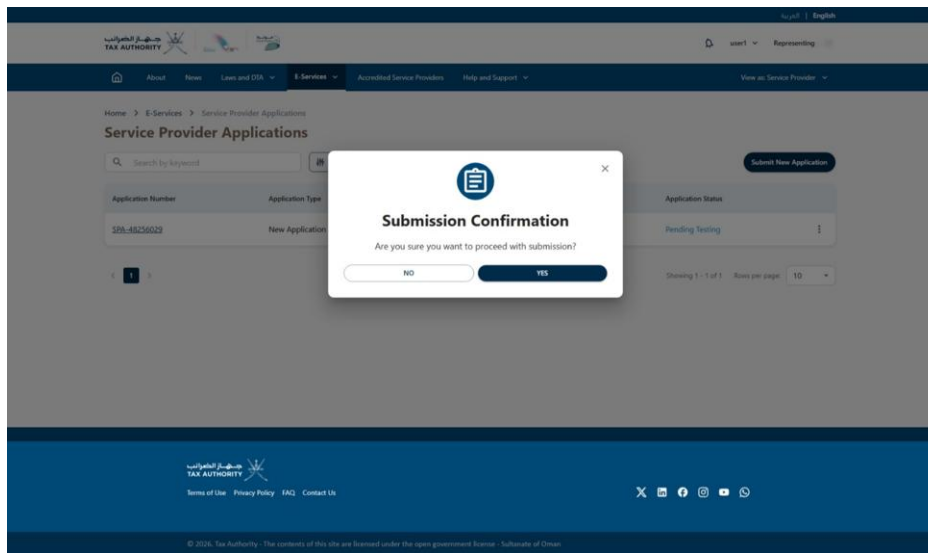 العربية | English
جهاز الضرائب
TAX AUTHORITY
user1 Representing
About News Laws and DTA E-Services Accredited Service Providers Help and Support View as: Service Provider
Home > E-Services > Service Provider Applications
Service Provider Applications
Search by keyword
Submit New Application
Application Number Application Type Application Status
SPA-48258029 New Application Pending Testing
Submission Confirmation
Are you sure you want to proceed with submission?
NO YES
1 Showing 1 - 1 of 1 Rows per page: 10
جهاز الضرائب
TAX AUTHORITY
Terms of Use Privacy Policy FAQ Contact Us
© 2026, Tax Authority - The contents of this site are licensed under the open government license - Sultanate of Oman